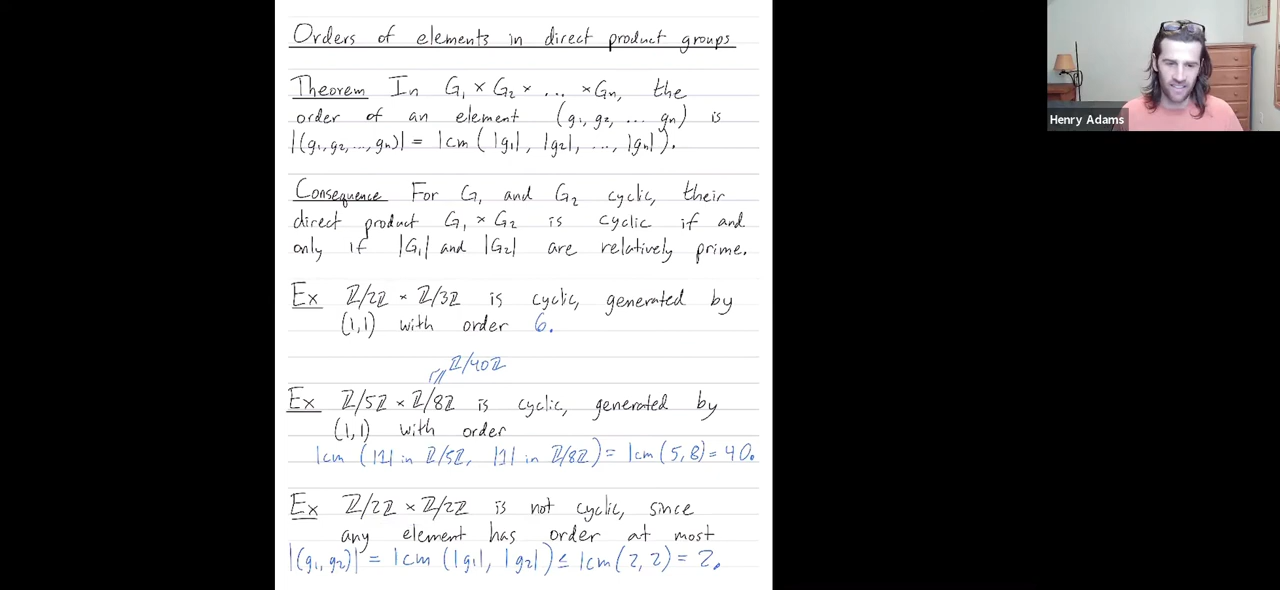 Orders of elements in direct product groups
Theorem In G₁ × G₂ × ... × Gₙ, the
order of an element (g₁, g₂, ... gₙ) is
|(g₁, g₂, ..., gₙ)| = lcm (|g₁|, |g₂|, ..., |gₙ|).
Consequence For G₁ and G₂ cyclic, their
direct product G₁ × G₂ is cyclic if and
only if |G₁| and |G₂| are relatively prime.
Ex ℤ/2ℤ × ℤ/3ℤ is cyclic, generated by
(1,1) with order 6.
≅ ℤ/40ℤ
Ex ℤ/5ℤ × ℤ/8ℤ is cyclic, generated by
(1,1) with order
lcm (|1| in ℤ/5ℤ, |1| in ℤ/8ℤ) = lcm (5, 8) = 40.
Ex ℤ/2ℤ × ℤ/2ℤ is not cyclic, since
any element has order at most
|(g₁, g₂)| = lcm (|g₁|, |g₂|) ≤ lcm (2, 2) = 2.
Henry Adams